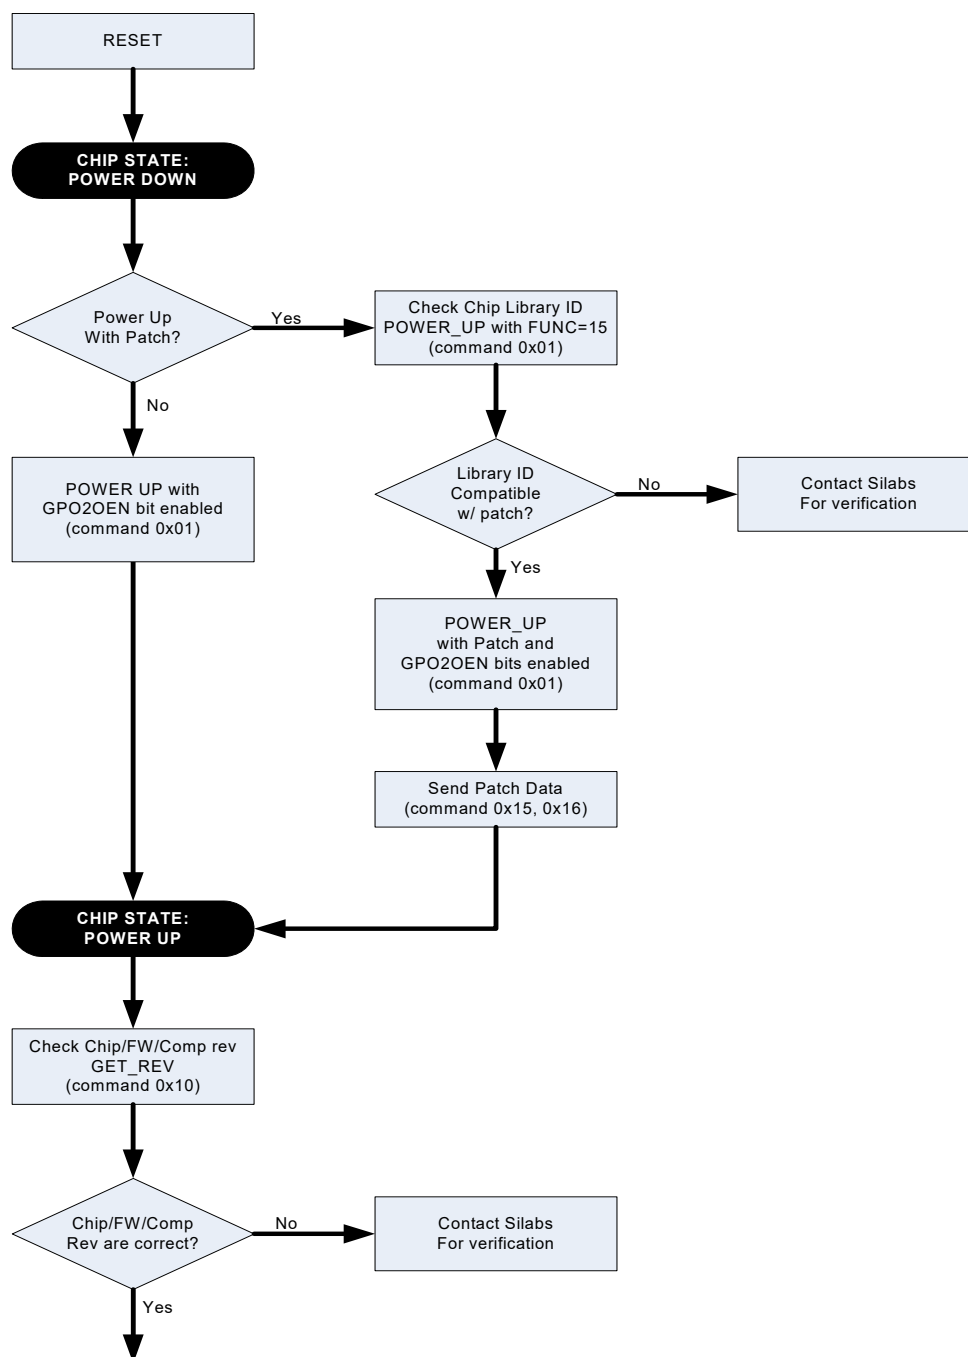 RESET
CHIP STATE:
POWER DOWN
Power Up
With Patch?
Yes
Check Chip Library ID
POWER_UP with FUNC=15
(command 0x01)
No
POWER UP with
GPO2OEN bit enabled
(command 0x01)
Library ID
Compatible
w/ patch?
No
Contact Silabs
For verification
Yes
POWER_UP
with Patch and
GPO2OEN bits enabled
(command 0x01)
Send Patch Data
(command 0x15, 0x16)
CHIP STATE:
POWER UP
Check Chip/FW/Comp rev
GET_REV
(command 0x10)
Chip/FW/Comp
Rev are correct?
No
Contact Silabs
For verification
Yes